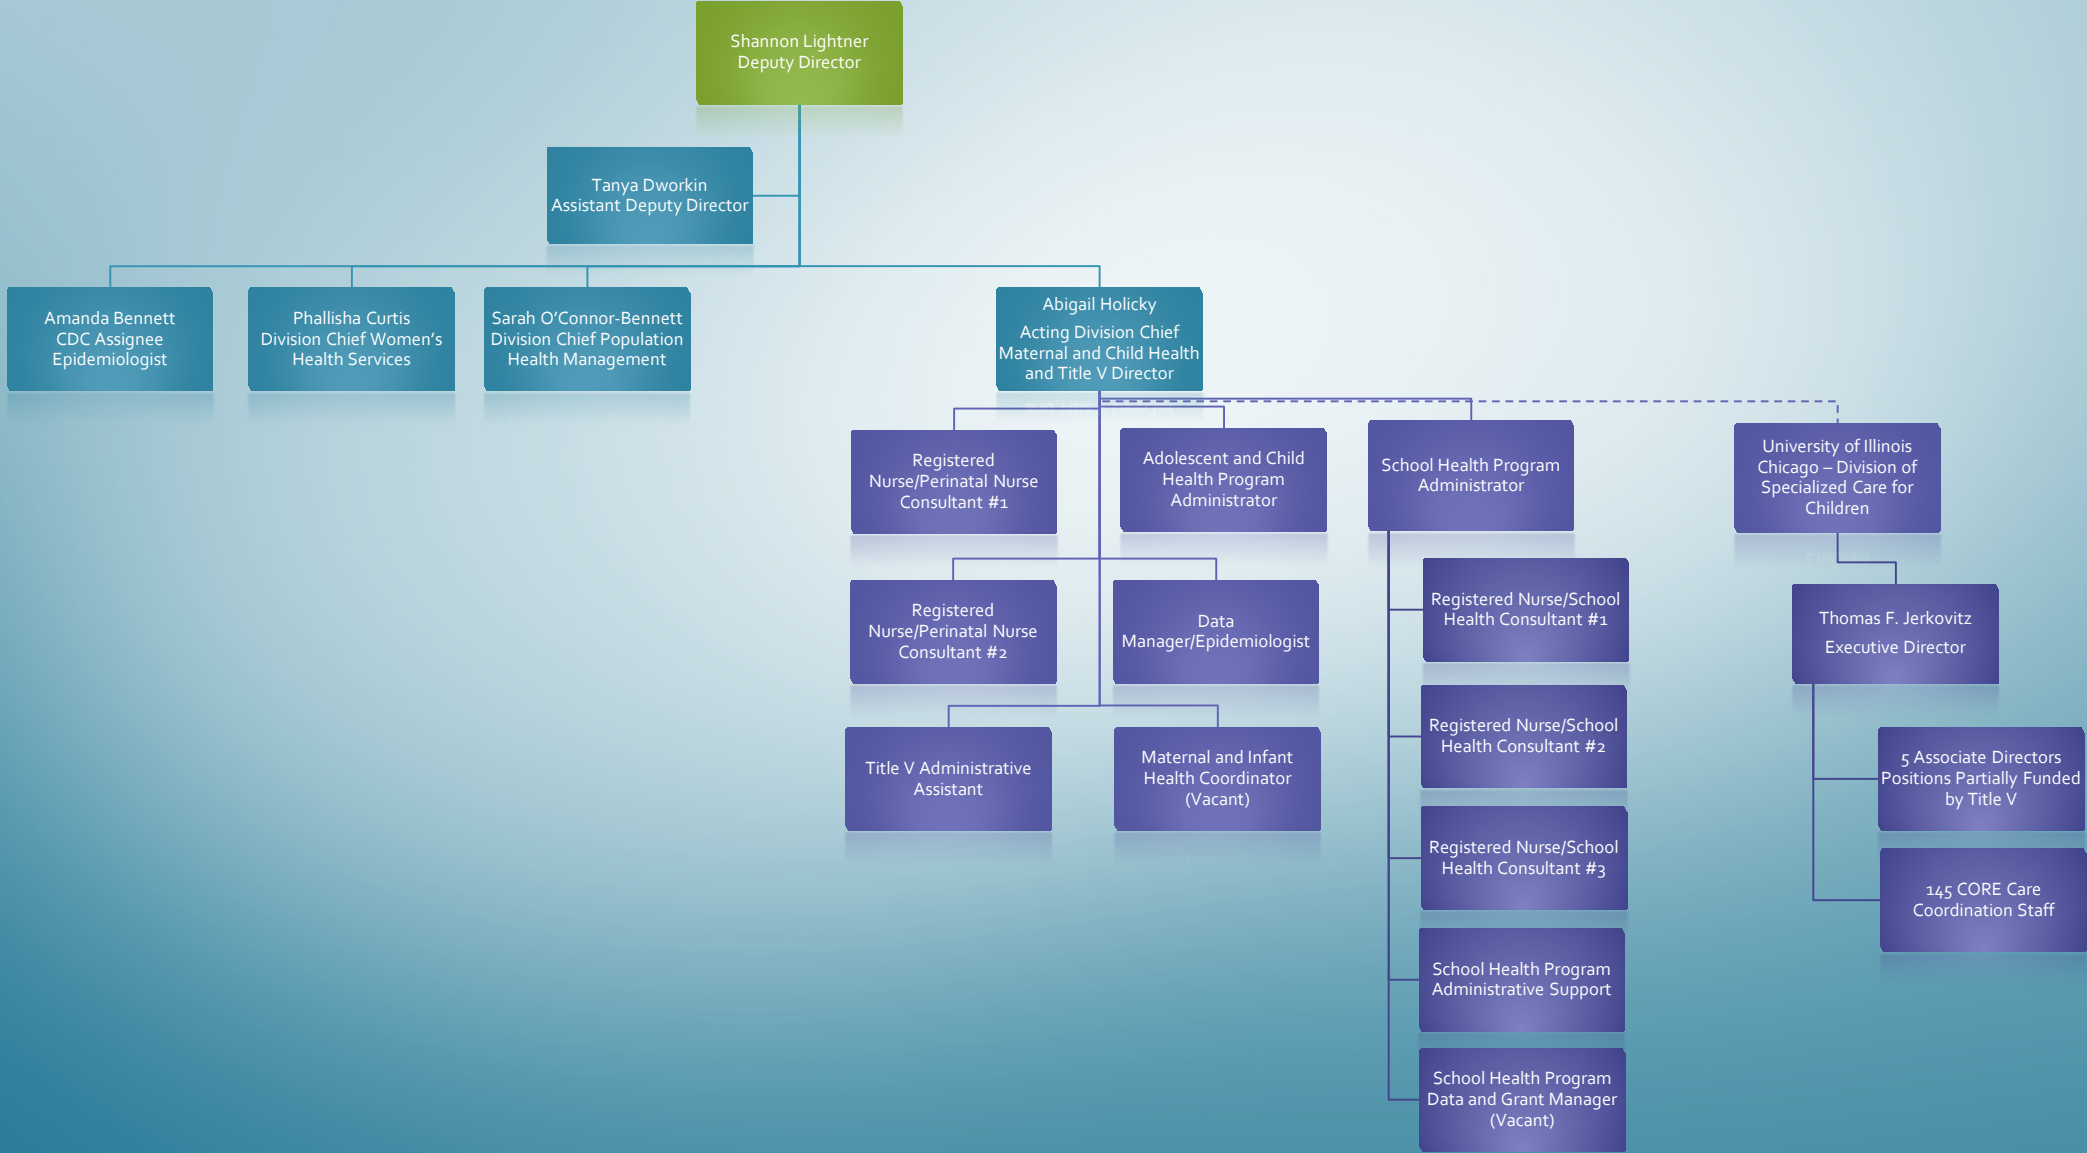 Shannon Lightner
Deputy Director
Tanya Dworkin
Assistant Deputy Director
Amanda Bennett
CDC Assignee
Epidemiologist
Phallisha Curtis
Division Chief Women’s
Health Services
Sarah O’Connor-Bennett
Division Chief Population
Health Management
Abigail Holicky
Acting Division Chief
Maternal and Child Health
and Title V Director
Registered
Nurse/Perinatal Nurse
Consultant #1
Adolescent and Child
Health Program
Administrator
School Health Program
Administrator
University of Illinois
Chicago – Division of
Specialized Care for
Children
Registered
Nurse/Perinatal Nurse
Consultant #2
Data
Manager/Epidemiologist
Title V Administrative
Assistant
Maternal and Infant
Health Coordinator
(Vacant)
Registered Nurse/School
Health Consultant #1
Registered Nurse/School
Health Consultant #2
Registered Nurse/School
Health Consultant #3
School Health Program
Administrative Support
School Health Program
Data and Grant Manager
(Vacant)
Thomas F. Jerkovitz
Executive Director
5 Associate Directors
Positions Partially Funded
by Title V
145 CORE Care
Coordination Staff